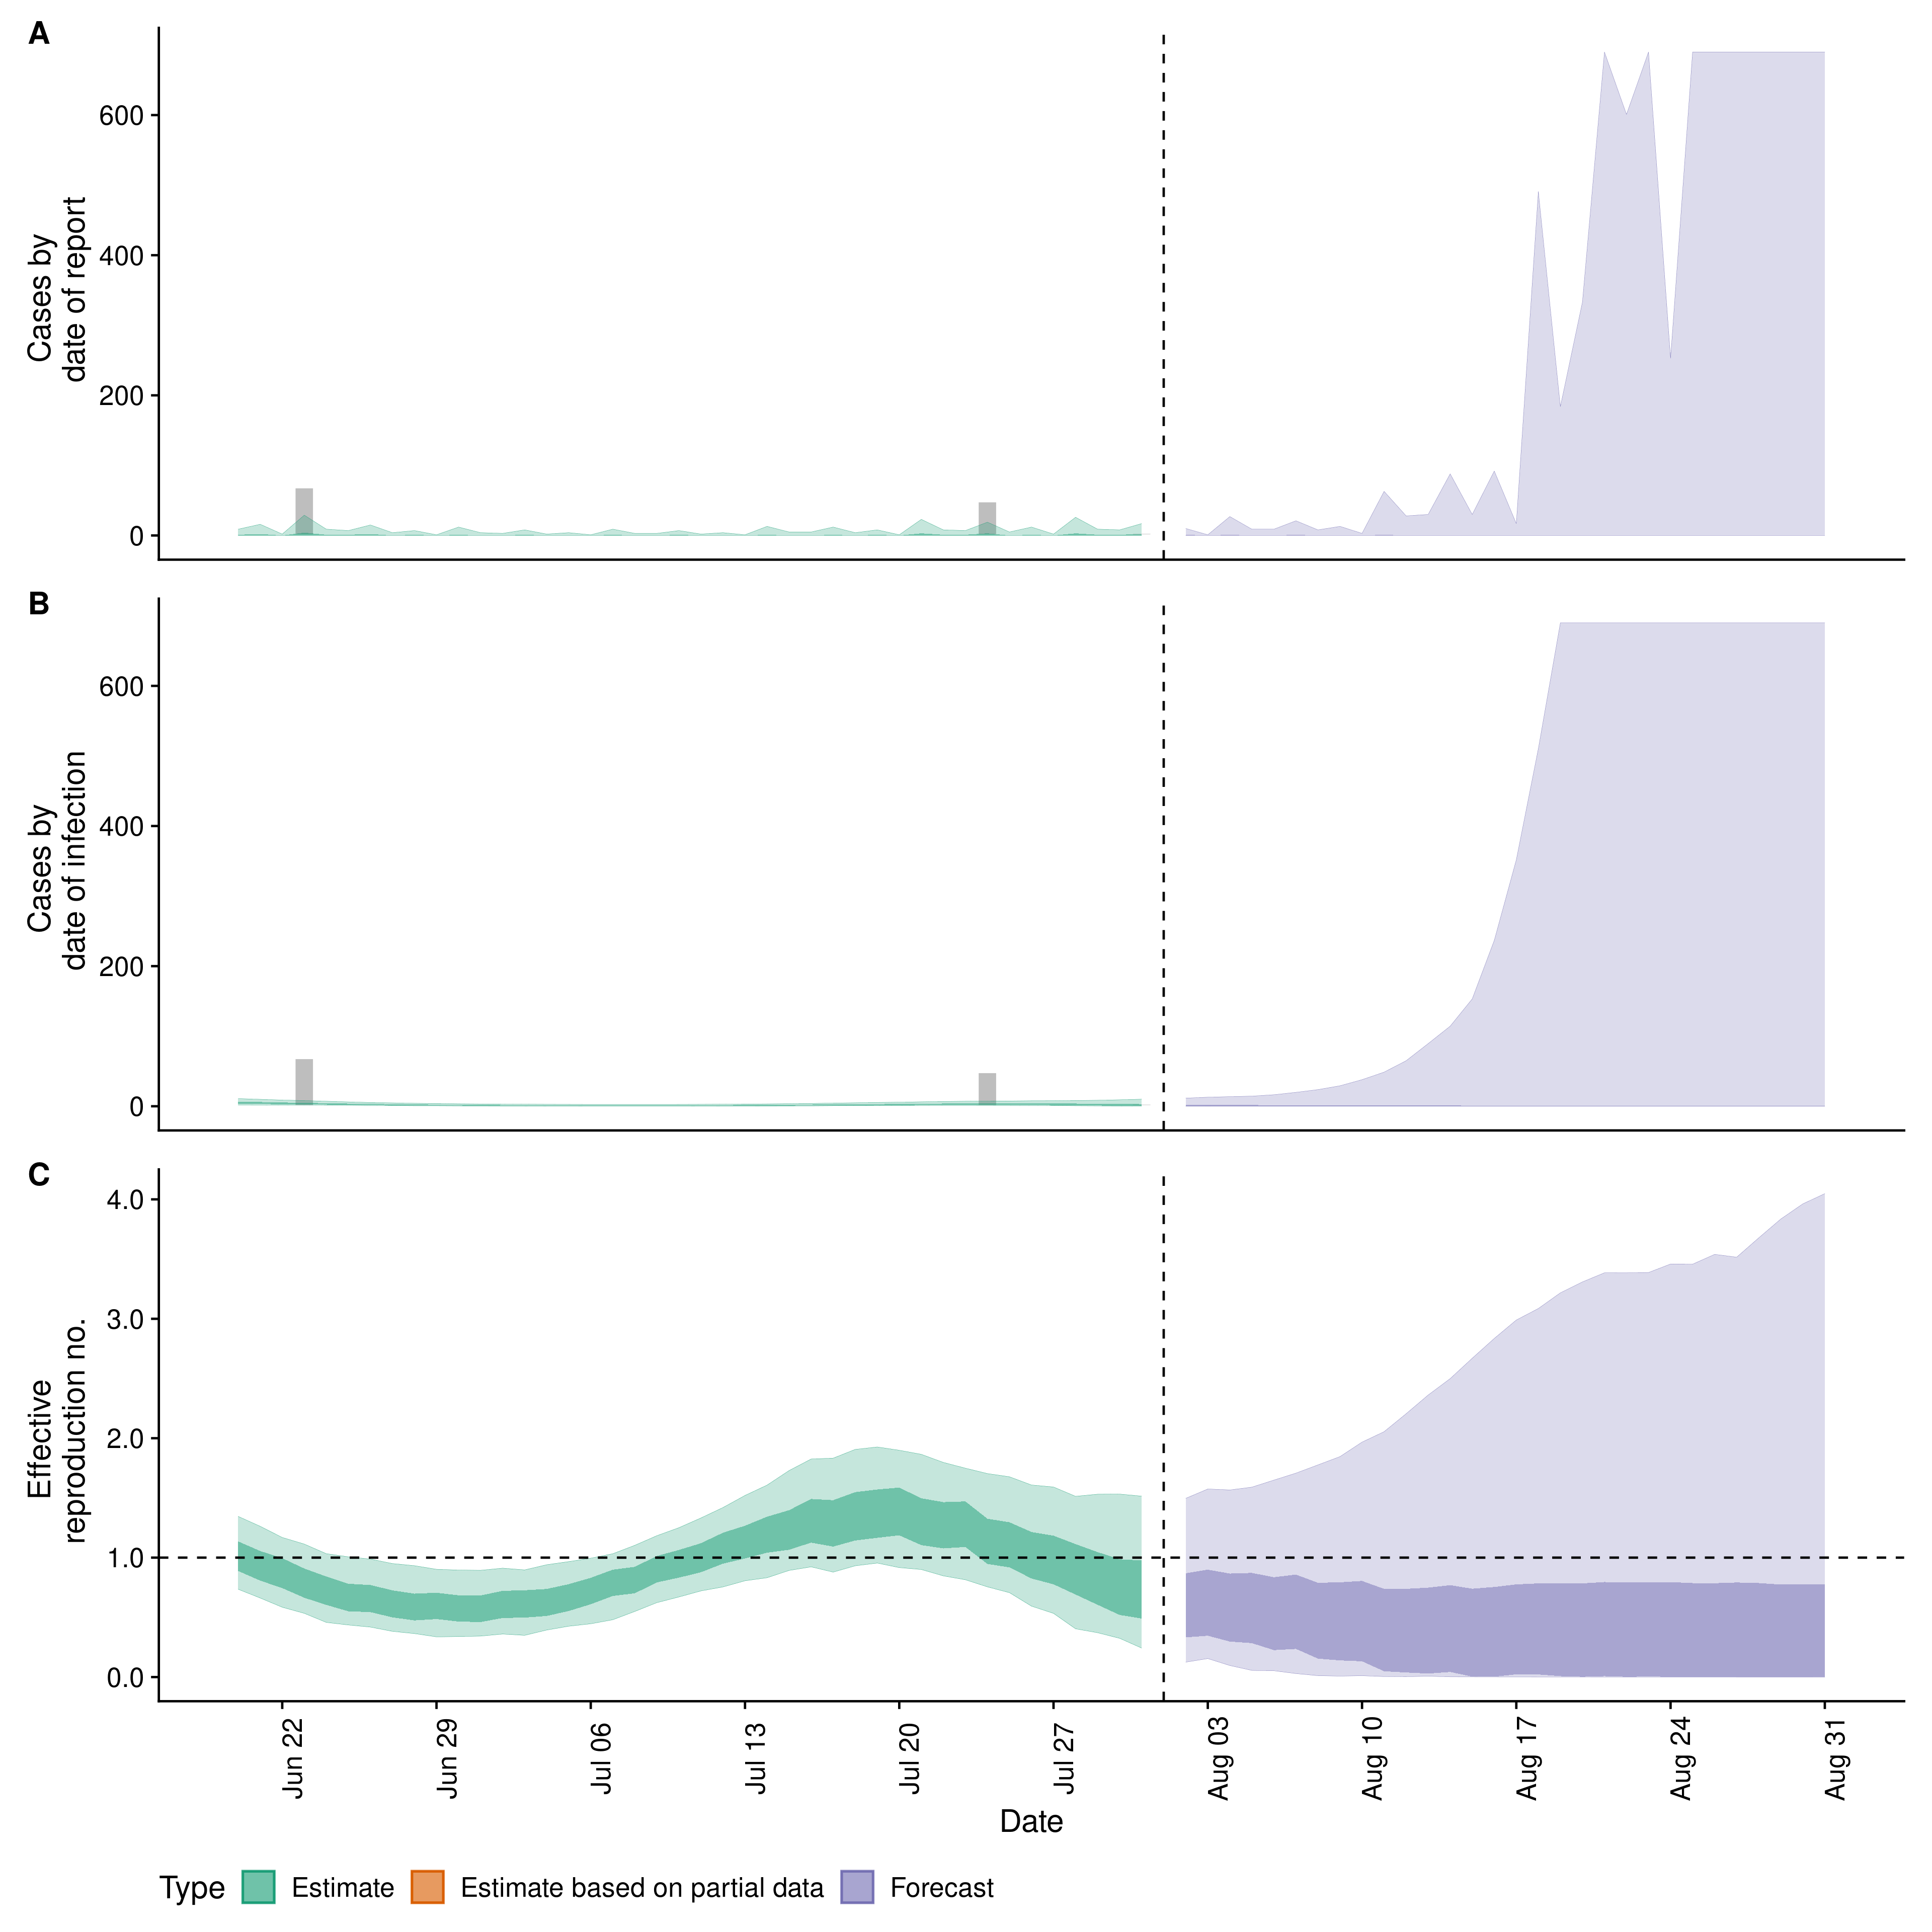 A
Cases by
date of report
600
400
200
0
B
Cases by
date of infection
600
400
200
0
C
Effective
reproduction no.
4.0
3.0
2.0
1.0
0.0
Jun 22
Jun 29
Jul 06
Jul 13
Jul 20
Jul 27
Aug 03
Aug 10
Aug 17
Aug 24
Aug 31
Date
Type Estimate Estimate based on partial data Forecast